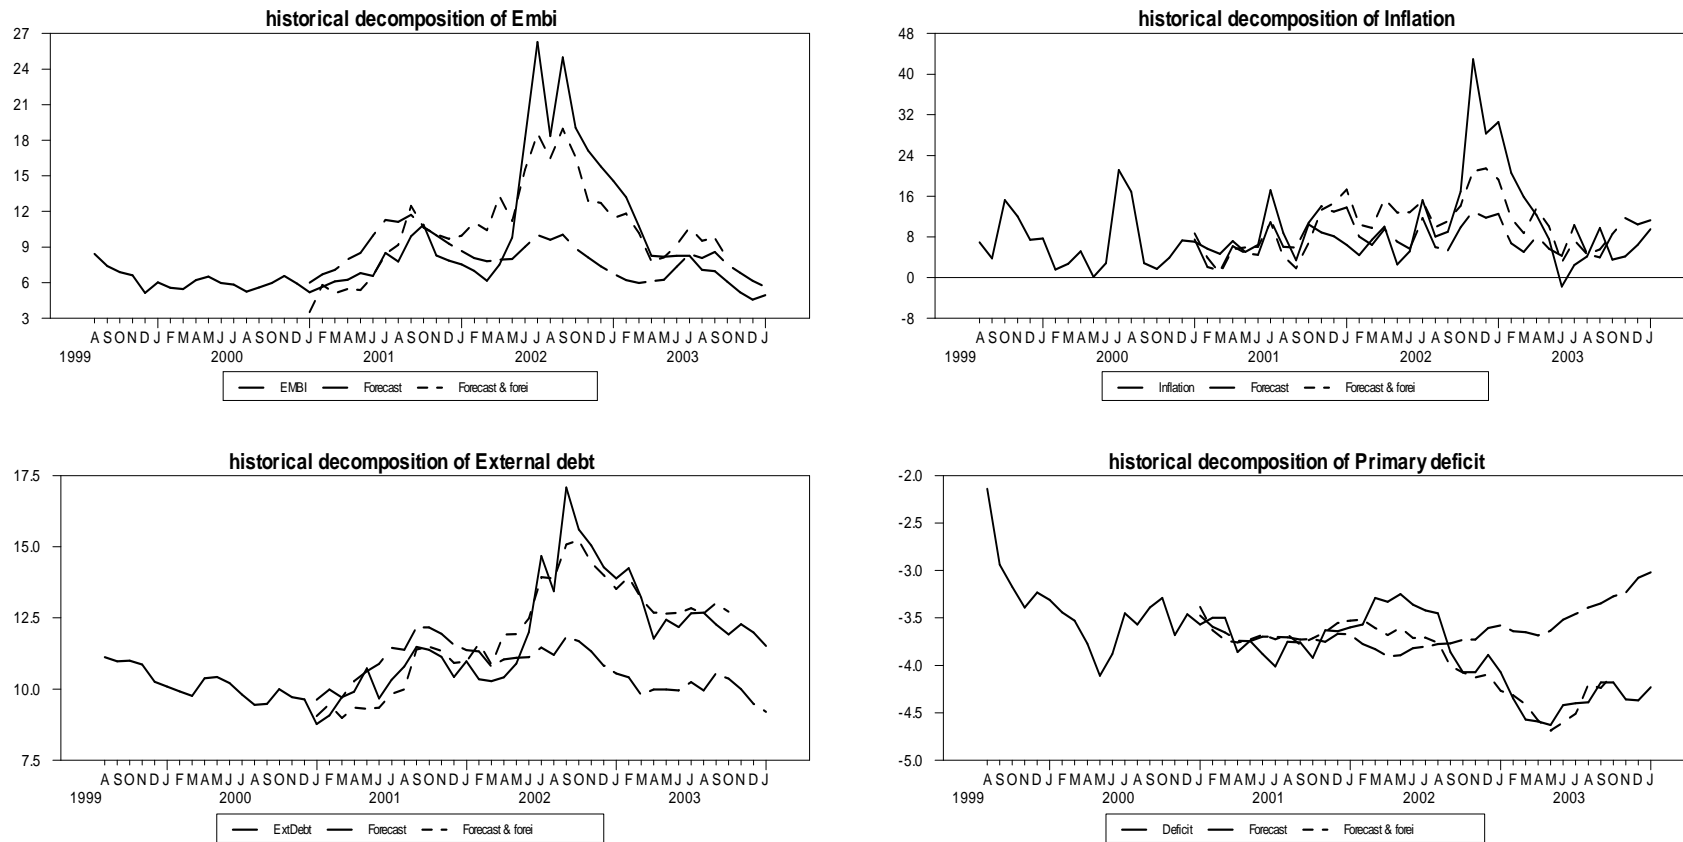 historical decomposition of Embi
27
24
21
18
15
12
9
6
3
A S O N D J F M A M J J A S O N D J F M A M J J A S O N D J F M A M J J A S O N D J F M A M J J A S O N D J
1999 2000 2001 2002 2003
EMBI Forecast Forecast & forei
historical decomposition of Inflation
48
40
32
24
16
8
0
-8
A S O N D J F M A M J J A S O N D J F M A M J J A S O N D J F M A M J J A S O N D J F M A M J J A S O N D J
1999 2000 2001 2002 2003
Inflation Forecast Forecast & forei
historical decomposition of External debt
17.5
15.0
12.5
10.0
7.5
A S O N D J F M A M J J A S O N D J F M A M J J A S O N D J F M A M J J A S O N D J F M A M J J A S O N D J
1999 2000 2001 2002 2003
ExtDebt Forecast Forecast & forei
historical decomposition of Primary deficit
-2.0
-2.5
-3.0
-3.5
-4.0
-4.5
-5.0
A S O N D J F M A M J J A S O N D J F M A M J J A S O N D J F M A M J J A S O N D J F M A M J J A S O N D J
1999 2000 2001 2002 2003
Deficit Forecast Forecast & forei